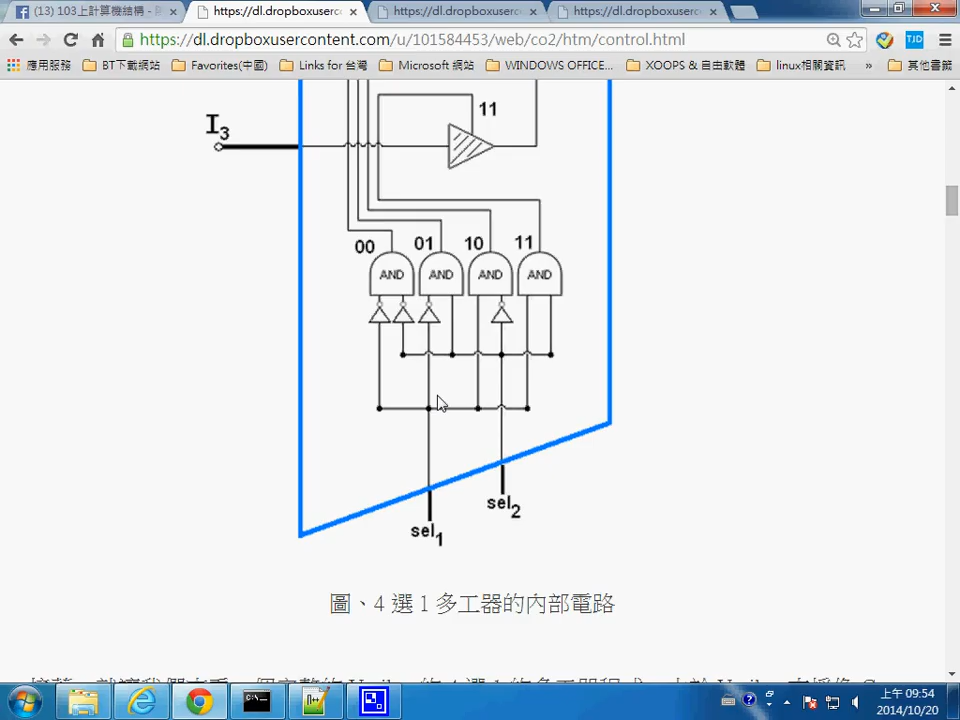 (13) 103上計算機結構 -
https://dl.dropboxuserc
https://dl.dropboxuserc
https://dl.dropboxuserc
https://dl.dropboxusercontent.com/u/101584453/web/co2/htm/control.html
TJD
應用服務 BT下載網站 Favorites(中國) Links for 台灣 Microsoft 網站 WINDOWS OFFICE... XOOPS & 自由軟體 linux相關資訊 » 其他書籤
11
I3
00 01 10 11
AND AND AND AND
sel2
sel1
圖、4 選 1 多工器的內部電路
上午 09:54
2014/10/20